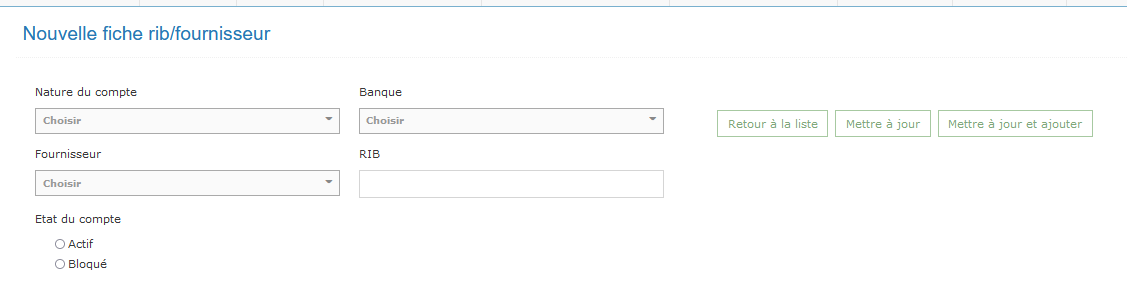 Nouvelle fiche rib/fournisseur
Nature du compte
Banque
Choisir
Choisir
Retour à la liste
Mettre à jour
Mettre à jour et ajouter
Fournisseur
RIB
Choisir
Etat du compte
Actif
Bloqué